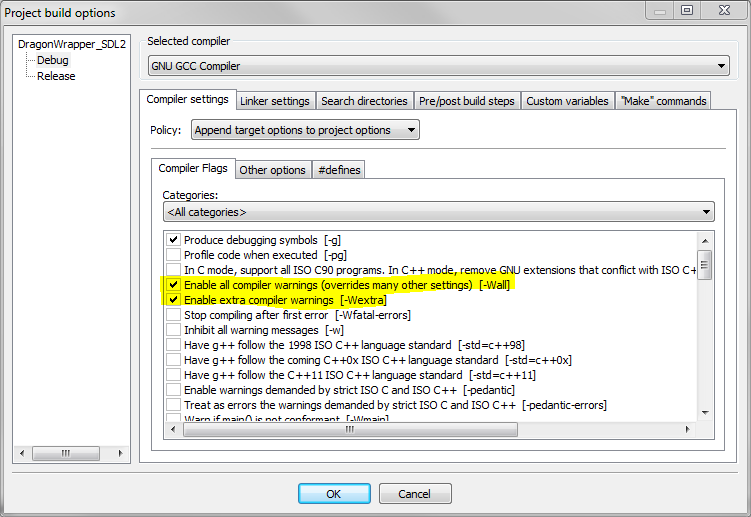 Project build options
DragonWrapper_SDL2
Debug
Release
Selected compiler
GNU GCC Compiler
Compiler settings Linker settings Search directories Pre/post build steps Custom variables "Make" commands
Policy: Append target options to project options
Compiler Flags Other options #defines
Categories:
<All categories>
Produce debugging symbols [-g]
Profile code when executed [-pg]
In C mode, support all ISO C90 programs. In C++ mode, remove GNU extensions that conflict with ISO C+
Enable all compiler warnings (overrides many other settings) [-Wall]
Enable extra compiler warnings [-Wextra]
Stop compiling after first error [-Wfatal-errors]
Inhibit all warning messages [-w]
Have g++ follow the 1998 ISO C++ language standard [-std=c++98]
Have g++ follow the coming C++0x ISO C++ language standard [-std=c++0x]
Have g++ follow the C++11 ISO C++ language standard [-std=c++11]
Enable warnings demanded by strict ISO C and ISO C++ [-pedantic]
Treat as errors the warnings demanded by strict ISO C and ISO C++ [-pedantic-errors]
Warn if main() is not conformant [-Wmain]
OK Cancel